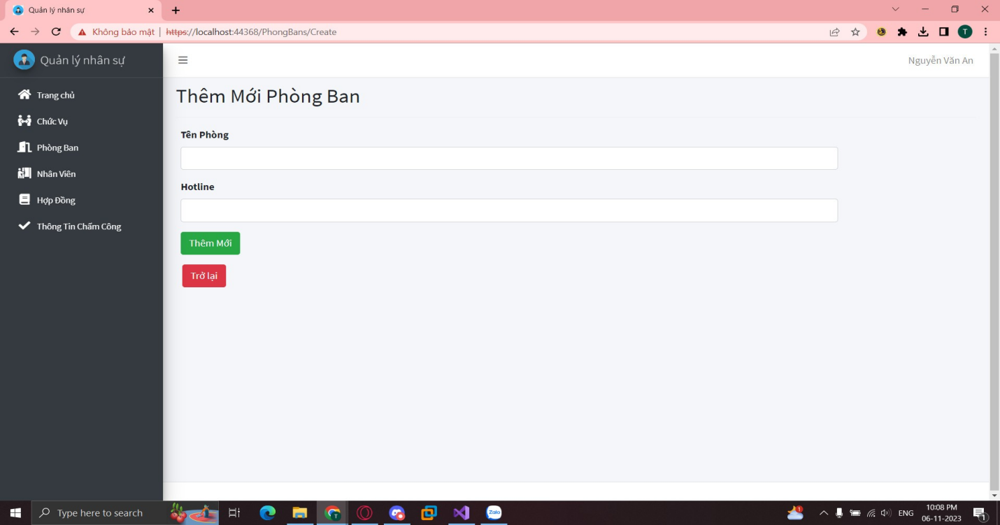 Quản lý nhân sự
Không bảo mật | https://localhost:44368/PhongBans/Create
T
Quản lý nhân sự
Nguyễn Văn An
Trang chủ
Chức Vụ
Phòng Ban
Nhân Viên
Hợp Đồng
Thông Tin Chấm Công
Thêm Mới Phòng Ban
Tên Phòng
Hotline
Thêm Mới
Trở lại
Type here to search
T
Zalo
1
ENG
10:08 PM
06-11-2023
1